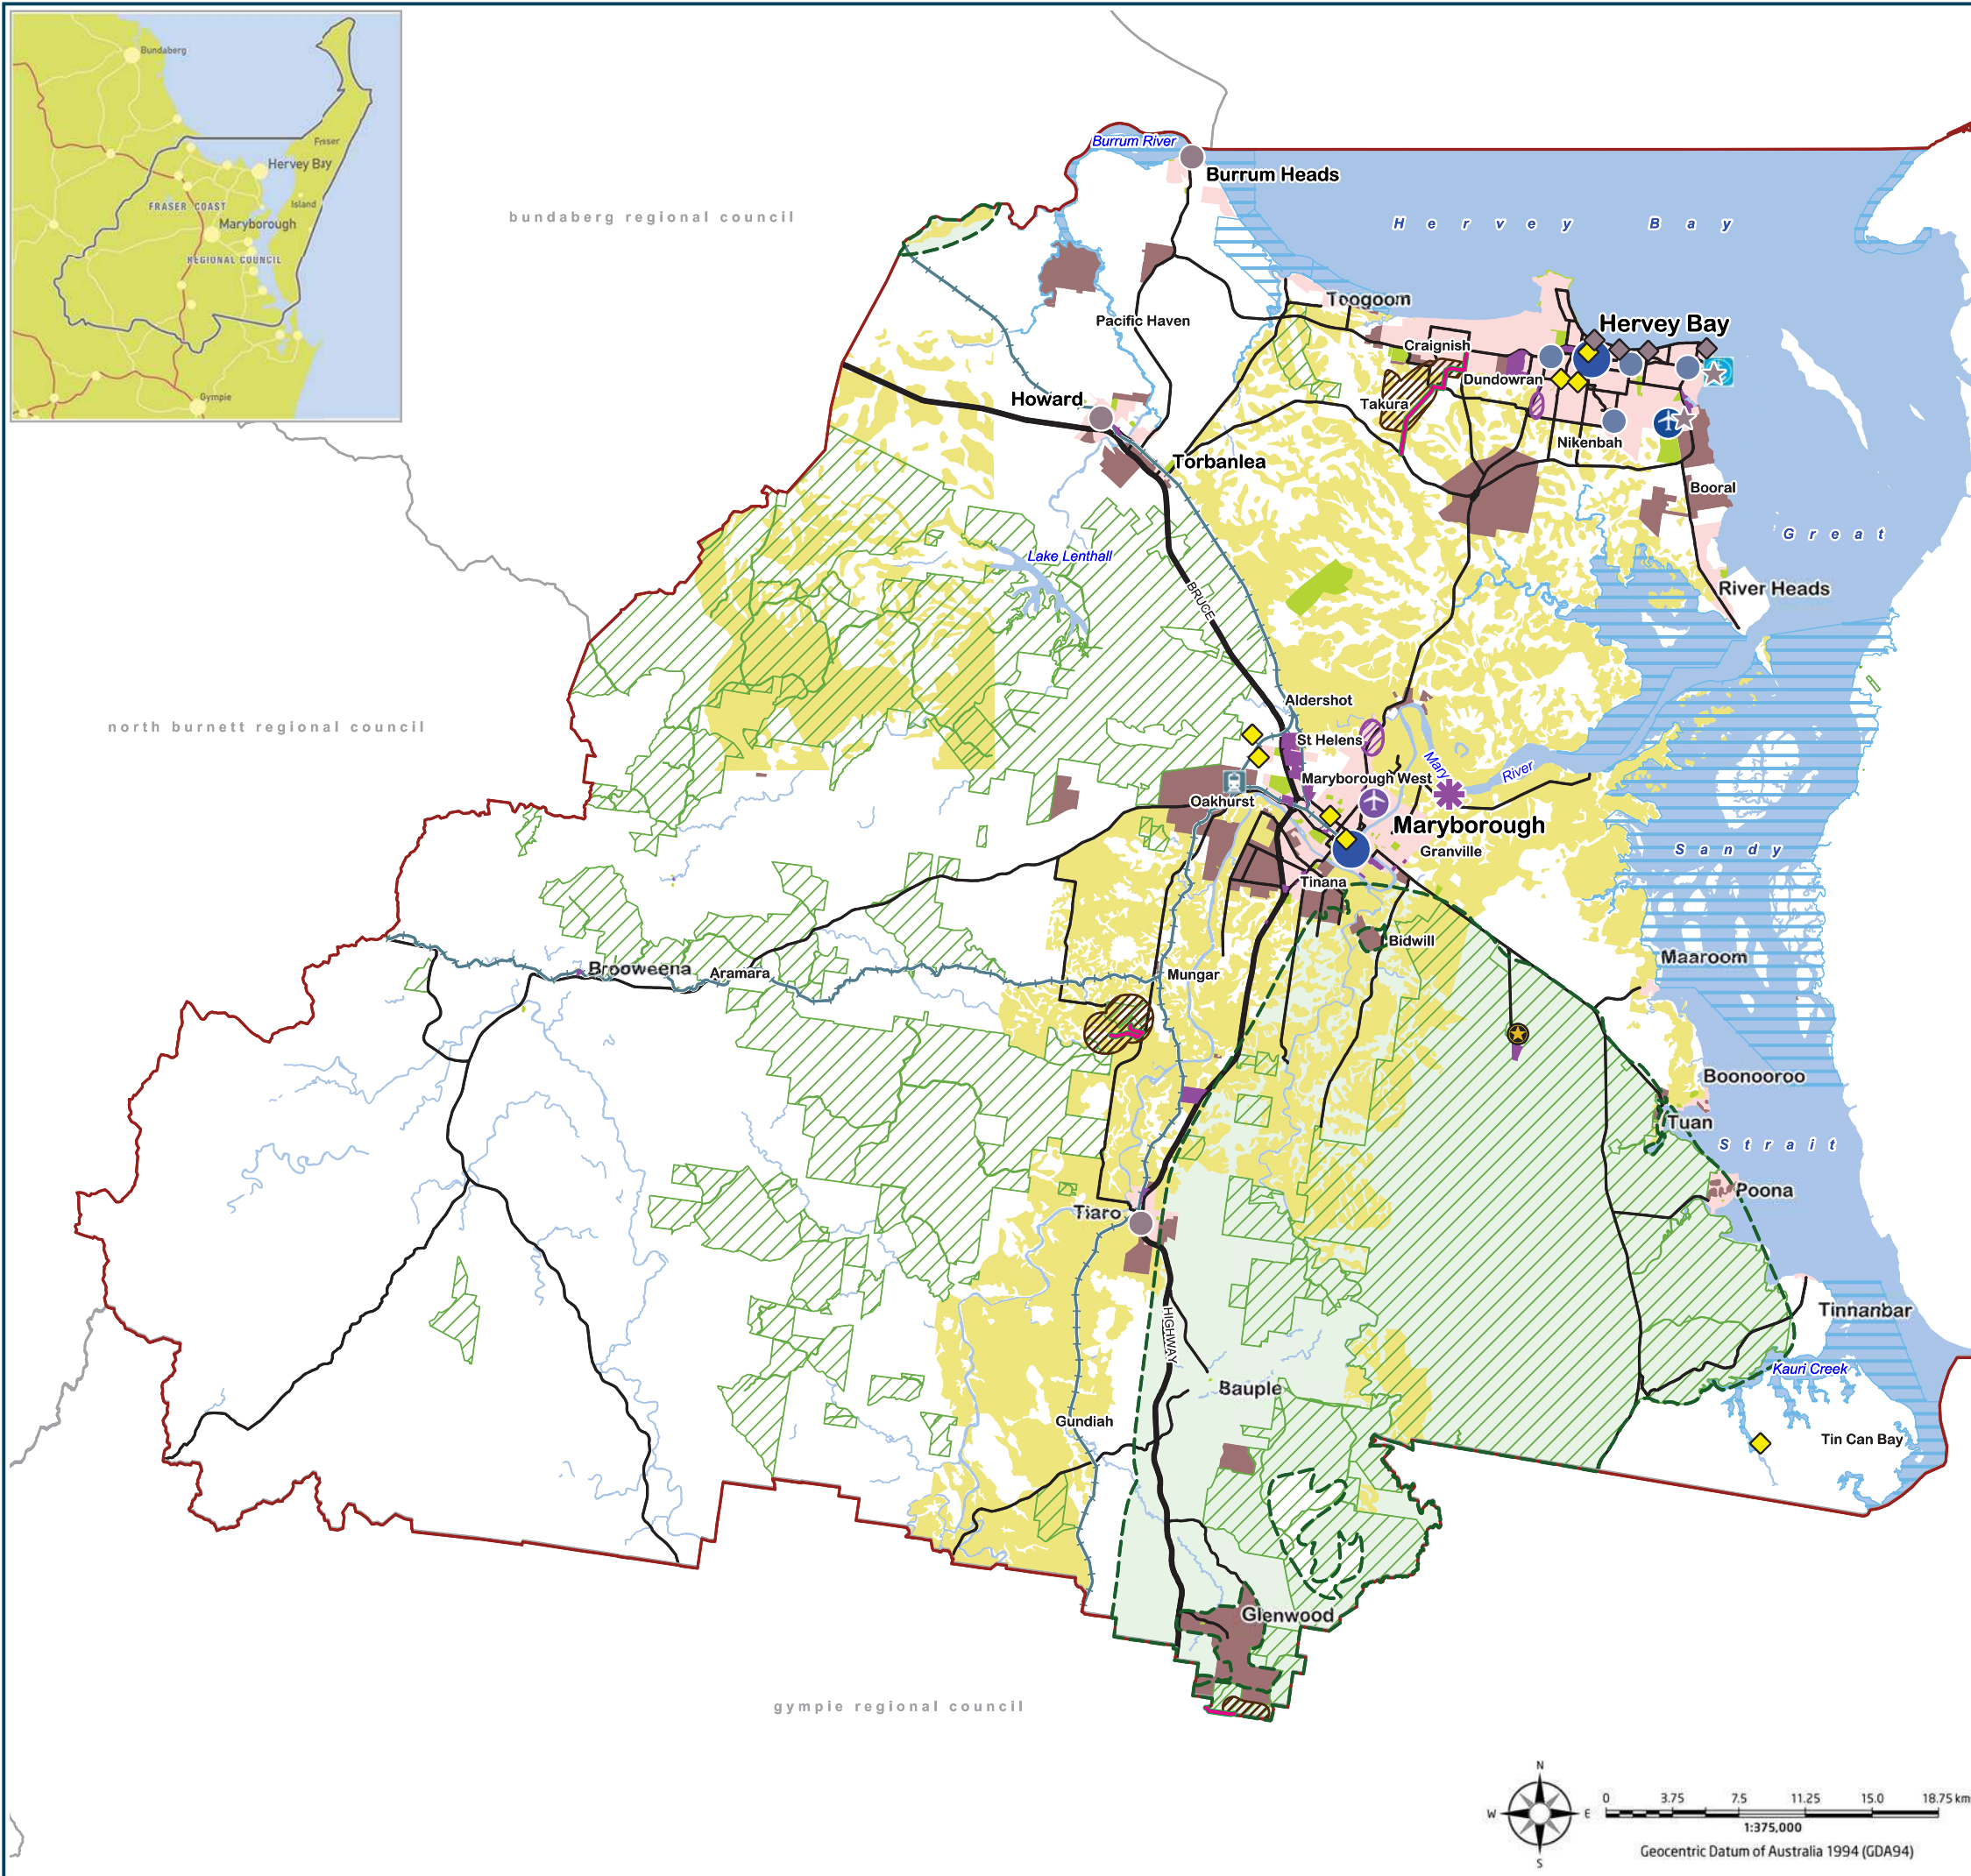 Bundaberg
Fraser
Hervey Bay
Island
FRASER COAST
Maryborough
REGIONAL COUNCIL
Gympie
bundaberg regional council
Burrum River
Burrum Heads
H e r v e y B a y
Toogoom
Pacific Haven
Hervey Bay
Craignish
Dundowran
Howard
Takura
Nikenbah
Torbanlea
Booral
G r e a t
Lake Lenthall
River Heads
BRUCE
north burnett regional council
Aldershot
St Helens
Mary
River
Maryborough West
Oakhurst
Maryborough
Granville
S a n d y
Tinana
Bidwill
Maaroom
Brooweena
Aramara
Mungar
Boonooroo
Tuan
S t r a i t
Poona
Tiaro
Tinnanbar
HIGHWAY
Kauri Creek
Bauple
Gundiah
Tin Can Bay
Glenwood
gympie regional council
N
W
E
S
0 3.75 7.5 11.25 15.0 18.75 km
1:375,000
Geocentric Datum of Australia 1994 (GDA94)